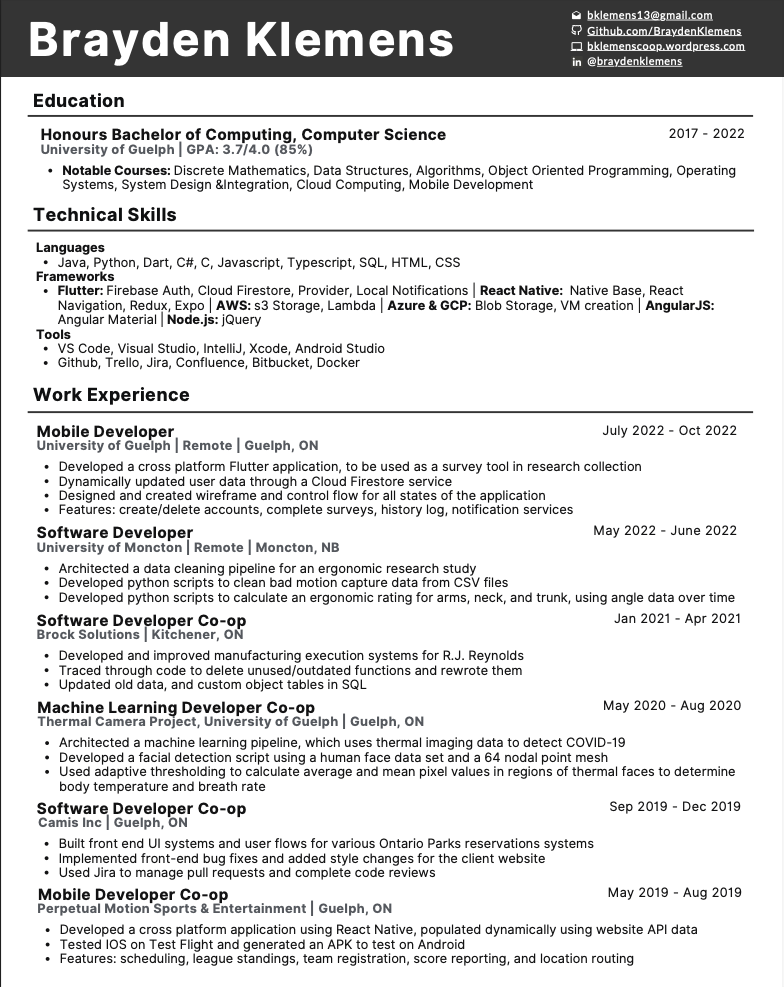 Brayden Klemens
bklemens13@gmail.com
Github.com/BraydenKlemens
bklemenscoop.wordpress.com
@braydenklemens
Education
Honours Bachelor of Computing, Computer Science
2017 - 2022
University of Guelph | GPA: 3.7/4.0 (85%)
• Notable Courses: Discrete Mathematics, Data Structures, Algorithms, Object Oriented Programming, Operating
Systems, System Design &Integration, Cloud Computing, Mobile Development
Technical Skills
Languages
• Java, Python, Dart, C#, C, Javascript, Typescript, SQL, HTML, CSS
Frameworks
• Flutter: Firebase Auth, Cloud Firestore, Provider, Local Notifications | React Native: Native Base, React
Navigation, Redux, Expo | AWS: s3 Storage, Lambda | Azure & GCP: Blob Storage, VM creation | AngularJS:
Angular Material | Node.js: jQuery
Tools
• VS Code, Visual Studio, IntelliJ, Xcode, Android Studio
• Github, Trello, Jira, Confluence, Bitbucket, Docker
Work Experience
Mobile Developer
July 2022 - Oct 2022
University of Guelph | Remote | Guelph, ON
• Developed a cross platform Flutter application, to be used as a survey tool in research collection
• Dynamically updated user data through a Cloud Firestore service
• Designed and created wireframe and control flow for all states of the application
• Features: create/delete accounts, complete surveys, history log, notification services
Software Developer
May 2022 - June 2022
University of Moncton | Remote | Moncton, NB
• Architected a data cleaning pipeline for an ergonomic research study
• Developed python scripts to clean bad motion capture data from CSV files
• Developed python scripts to calculate an ergonomic rating for arms, neck, and trunk, using angle data over time
Software Developer Co-op
Jan 2021 - Apr 2021
Brock Solutions | Kitchener, ON
• Developed and improved manufacturing execution systems for R.J. Reynolds
• Traced through code to delete unused/outdated functions and rewrote them
• Updated old data, and custom object tables in SQL
Machine Learning Developer Co-op
May 2020 - Aug 2020
Thermal Camera Project, University of Guelph | Guelph, ON
• Architected a machine learning pipeline, which uses thermal imaging data to detect COVID-19
• Developed a facial detection script using a human face data set and a 64 nodal point mesh
• Used adaptive thresholding to calculate average and mean pixel values in regions of thermal faces to determine
body temperature and breath rate
Software Developer Co-op
Sep 2019 - Dec 2019
Camis Inc | Guelph, ON
• Built front end UI systems and user flows for various Ontario Parks reservations systems
• Implemented front-end bug fixes and added style changes for the client website
• Used Jira to manage pull requests and complete code reviews
Mobile Developer Co-op
May 2019 - Aug 2019
Perpetual Motion Sports & Entertainment | Guelph, ON
• Developed a cross platform application using React Native, populated dynamically using website API data
• Tested IOS on Test Flight and generated an APK to test on Android
• Features: scheduling, league standings, team registration, score reporting, and location routing